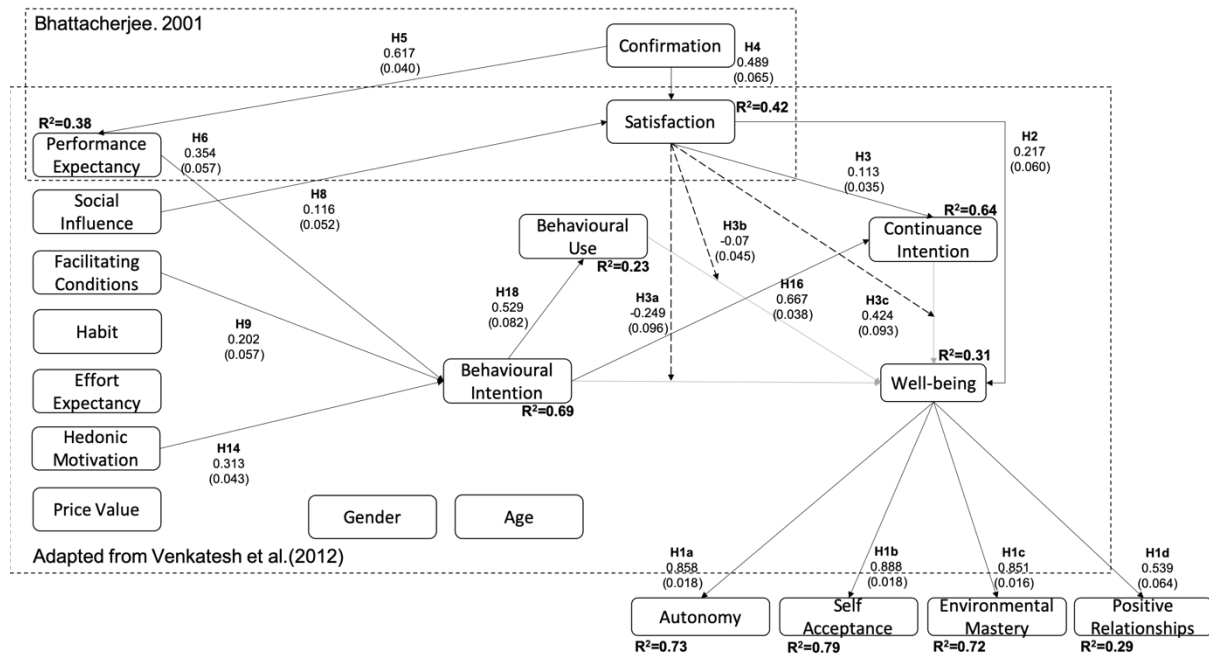 Bhattacherjee. 2001
H5
0.617
(0.040)
Confirmation
H4
0.489
(0.065)
R²=0.42
Satisfaction
R²=0.38
Performance
Expectancy
H6
0.354
(0.057)
H2
0.217
(0.060)
H3
0.113
(0.035)
Social
Influence
H8
0.116
(0.052)
Behavioural
Use
R²=0.23
H3b
-0.07
(0.045)
R²=0.64
Continuance
Intention
Facilitating
Conditions
H18
0.529
(0.082)
H3a
-0.249
(0.096)
H16
0.667
(0.038)
H3c
0.424
(0.093)
Habit
H9
0.202
(0.057)
Effort
Expectancy
Behavioural
Intention
R²=0.69
R²=0.31
Well-being
Hedonic
Motivation
H14
0.313
(0.043)
Price Value
Gender
Age
Adapted from Venkatesh et al.(2012)
H1a
0.858
(0.018)
H1b
0.888
(0.018)
H1c
0.851
(0.016)
H1d
0.539
(0.064)
Autonomy
Self
Acceptance
Environmental
Mastery
Positive
Relationships
R²=0.73
R²=0.79
R²=0.72
R²=0.29